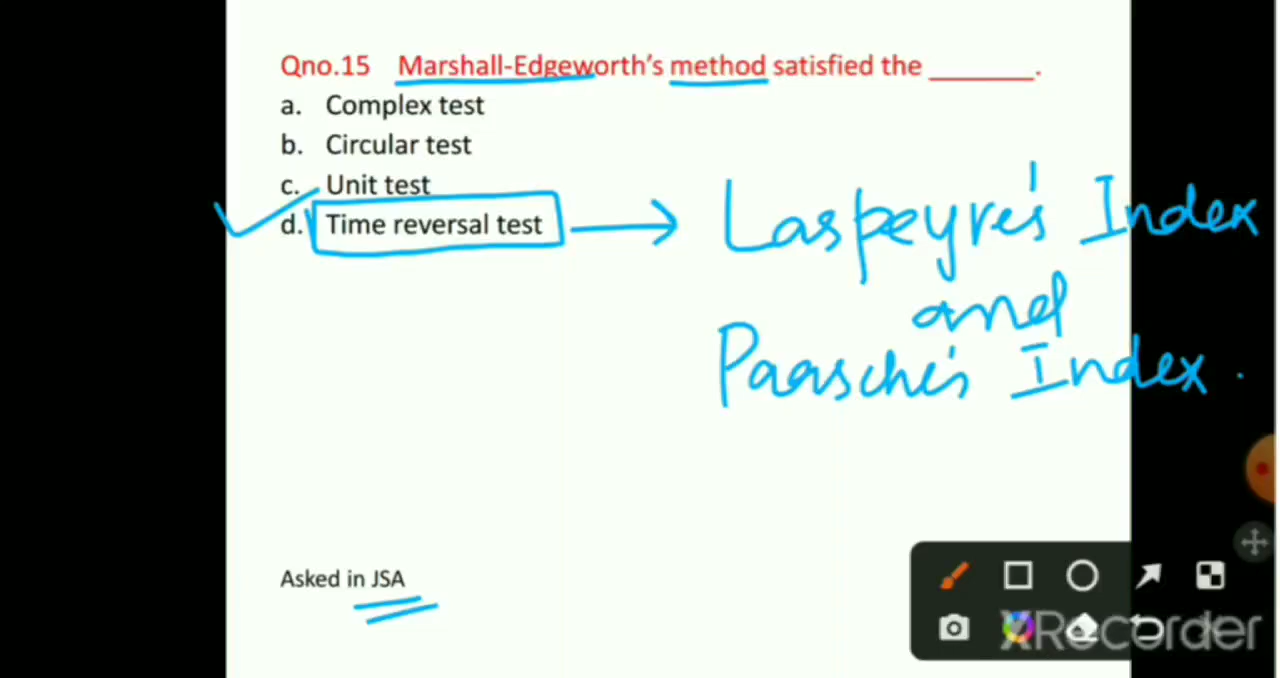 Qno.15 Marshall-Edgeworth's method satisfied the _______.
a. Complex test
b. Circular test
c. Unit test
d. Time reversal test → Laspeyre's Index
and
Paasche's Index.
Asked in JSA
XRecorder